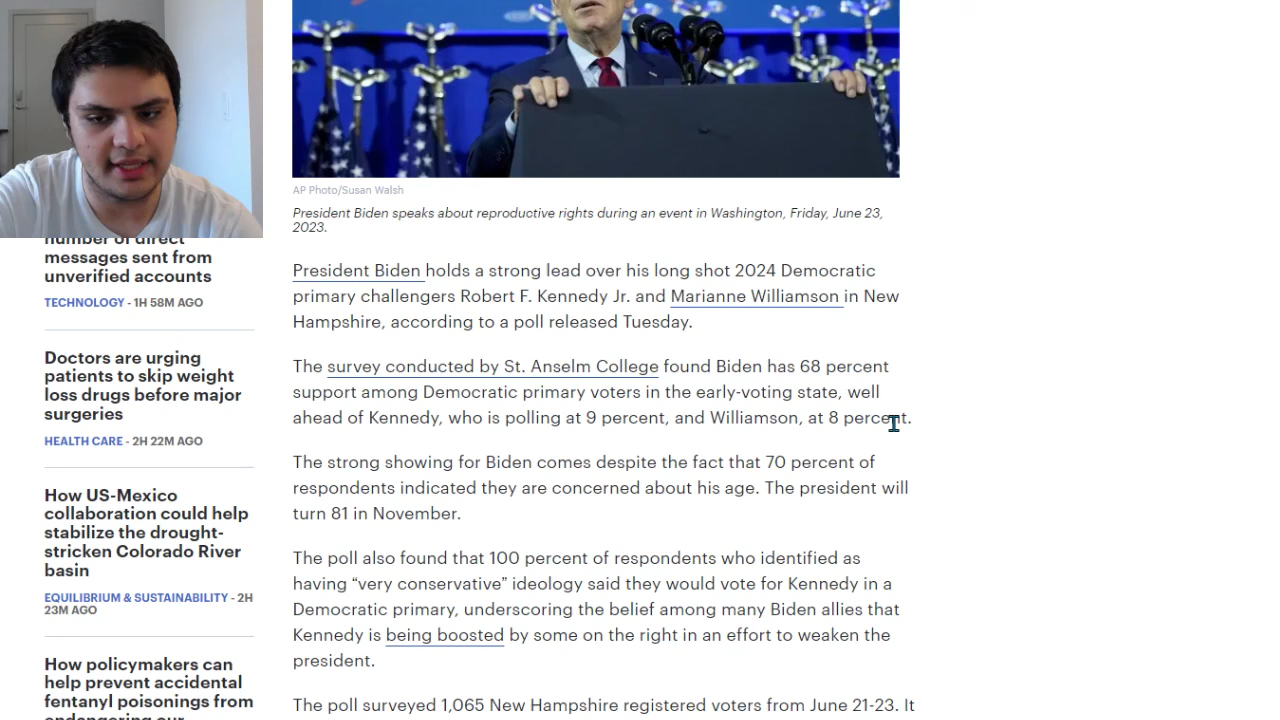 number of direct
messages sent from
unverified accounts
TECHNOLOGY - 1H 58M AGO
Doctors are urging
patients to skip weight
loss drugs before major
surgeries
HEALTH CARE - 2H 22M AGO
How US-Mexico
collaboration could help
stabilize the drought-
stricken Colorado River
basin
EQUILIBRIUM & SUSTAINABILITY - 2H
23M AGO
How policymakers can
help prevent accidental
fentanyl poisonings from
endangering our
AP Photo/Susan Walsh
President Biden speaks about reproductive rights during an event in Washington, Friday, June 23,
2023.
President Biden holds a strong lead over his long shot 2024 Democratic
primary challengers Robert F. Kennedy Jr. and Marianne Williamson in New
Hampshire, according to a poll released Tuesday.
The survey conducted by St. Anselm College found Biden has 68 percent
support among Democratic primary voters in the early-voting state, well
ahead of Kennedy, who is polling at 9 percent, and Williamson, at 8 percent.
The strong showing for Biden comes despite the fact that 70 percent of
respondents indicated they are concerned about his age. The president will
turn 81 in November.
The poll also found that 100 percent of respondents who identified as
having “very conservative” ideology said they would vote for Kennedy in a
Democratic primary, underscoring the belief among many Biden allies that
Kennedy is being boosted by some on the right in an effort to weaken the
president.
The poll surveyed 1,065 New Hampshire registered voters from June 21-23. It